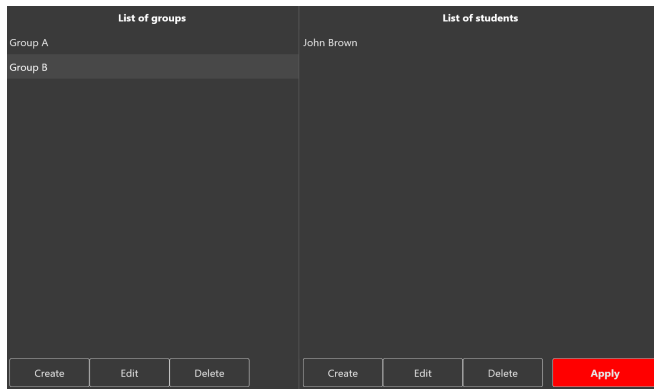 List of groups
Group A
Group B
Create Edit Delete
List of students
John Brown
Create Edit Delete Apply